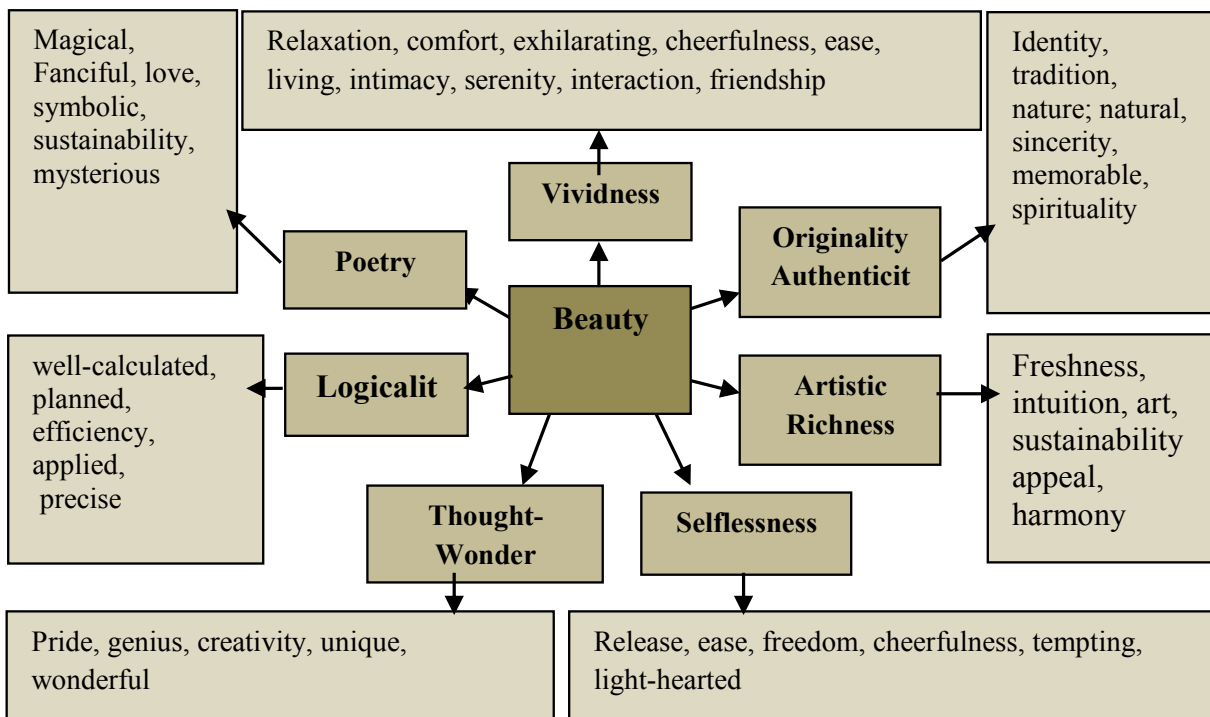 Magical,
Fanciful, love,
symbolic,
sustainability,
mysterious
Relaxation, comfort, exhilarating, cheerfulness, ease,
living, intimacy, serenity, interaction, friendship
Identity,
tradition,
nature; natural,
sincerity,
memorable,
spirituality
Vividness
Poetry
Originality
Authenticit
Beauty
well-calculated,
planned,
efficiency,
applied,
precise
Logicalit
Artistic
Richness
Freshness,
intuition, art,
sustainability
appeal,
harmony
Thought-
Wonder
Selflessness
Pride, genius, creativity, unique,
wonderful
Release, ease, freedom, cheerfulness, tempting,
light-hearted